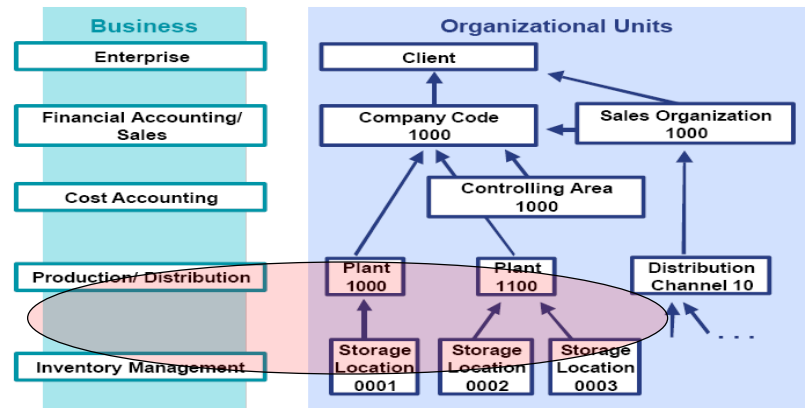 Business
Organizational Units
Enterprise
Client
Financial Accounting/
Sales
Company Code
1000
Sales Organization
1000
Cost Accounting
Controlling Area
1000
Production/ Distribution
Plant
1000
Plant
1100
Distribution
Channel 10
. . .
Inventory Management
Storage
Location
0001
Storage
Location
0002
Storage
Location
0003